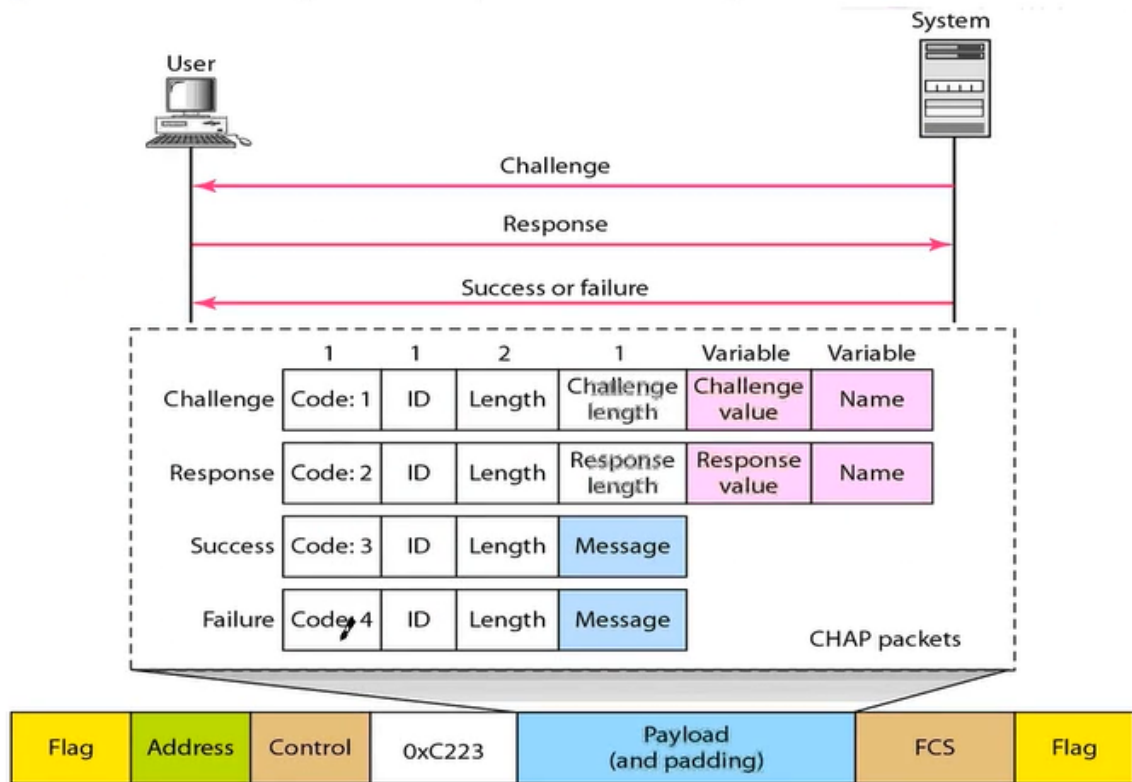 System
User
Challenge
Response
Success or failure
1 1 2 1 Variable Variable
Challenge Code: 1 ID Length Challenge length Challenge value Name
Response Code: 2 ID Length Response length Response value Name
Success Code: 3 ID Length Message
Failure Code: 4 ID Length Message
CHAP packets
Flag Address Control 0xC223 Payload (and padding) FCS Flag